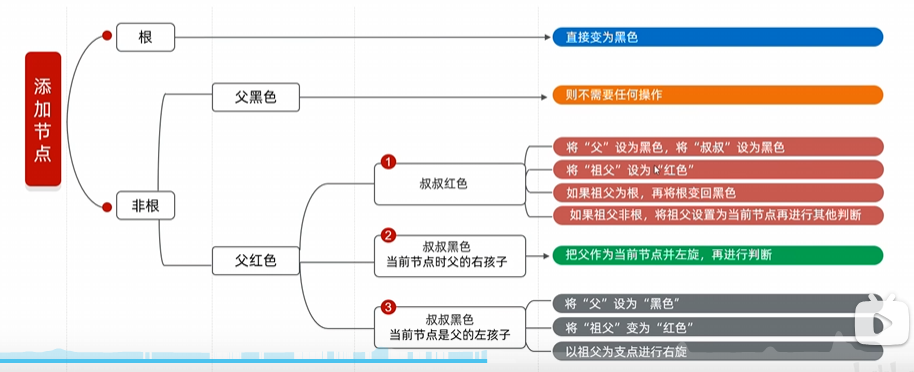 添加节点
根
直接变为黑色
父黑色
则不需要任何操作
非根
父红色
1
叔叔红色
将“父”设为黑色，将“叔叔”设为黑色
将“祖父”设为“红色”
如果祖父为根，再将根变回黑色
如果祖父非根，将祖父设置为当前节点再进行其他判断
2
叔叔黑色
当前节点时父的右孩子
把父作为当前节点并左旋，再进行判断
3
叔叔黑色
当前节点是父的左孩子
将“父”设为“黑色”
将“祖父”变为“红色”
以祖父为支点进行右旋